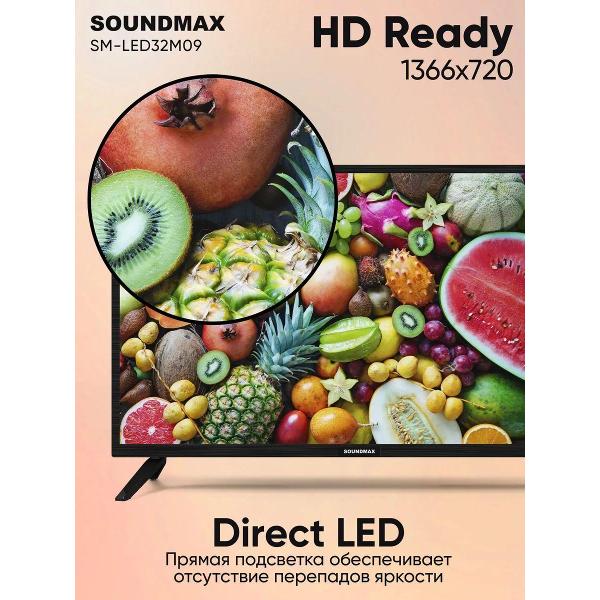 SOUNDMAX
SM-LED32M09
HD Ready
1366x720
SOUNDMAX
Direct LED
Прямая подсветка обеспечивает
отсутствие перепадов яркости